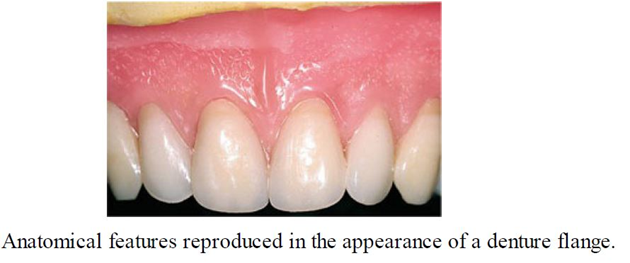 Anatomical features reproduced in the appearance of a denture flange.